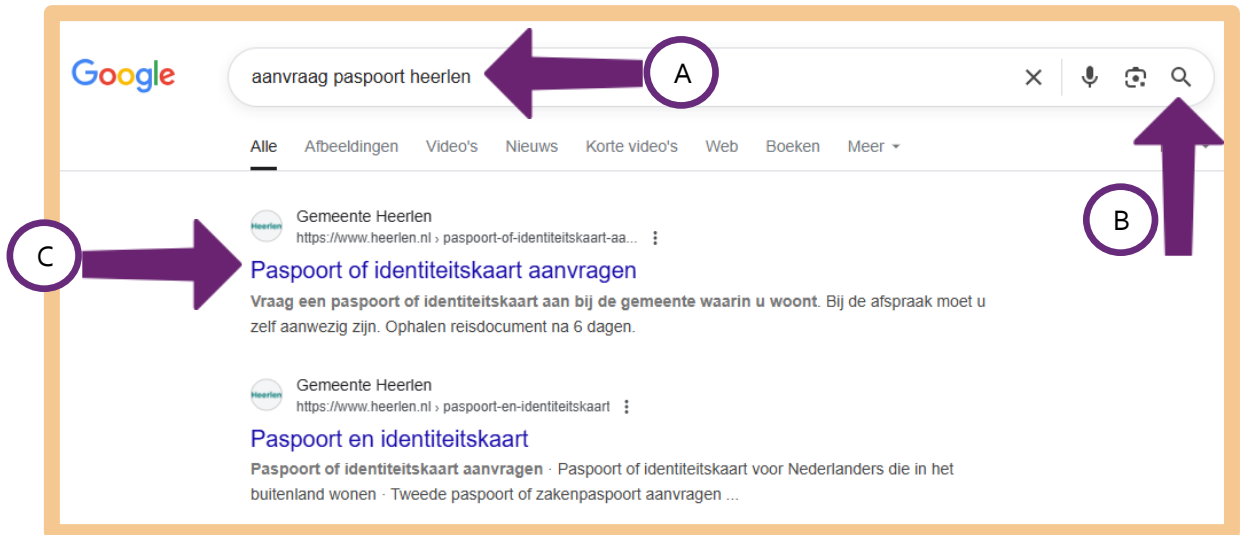 Google
aanvraag paspoort heerlen
A
Alle Afbeeldingen Video's Nieuws Korte video's Web Boeken Meer
B
Heerlen
Gemeente Heerlen
https://www.heerlen.nl › paspoort-of-identiteitskaart-aa...
C
Paspoort of identiteitskaart aanvragen
Vraag een paspoort of identiteitskaart aan bij de gemeente waarin u woont. Bij de afspraak moet u
zelf aanwezig zijn. Ophalen reisdocument na 6 dagen.
Heerlen
Gemeente Heerlen
https://www.heerlen.nl › paspoort-en-identiteitskaart
Paspoort en identiteitskaart
Paspoort of identiteitskaart aanvragen · Paspoort of identiteitskaart voor Nederlanders die in het
buitenland wonen · Tweede paspoort of zakenpaspoort aanvragen ...